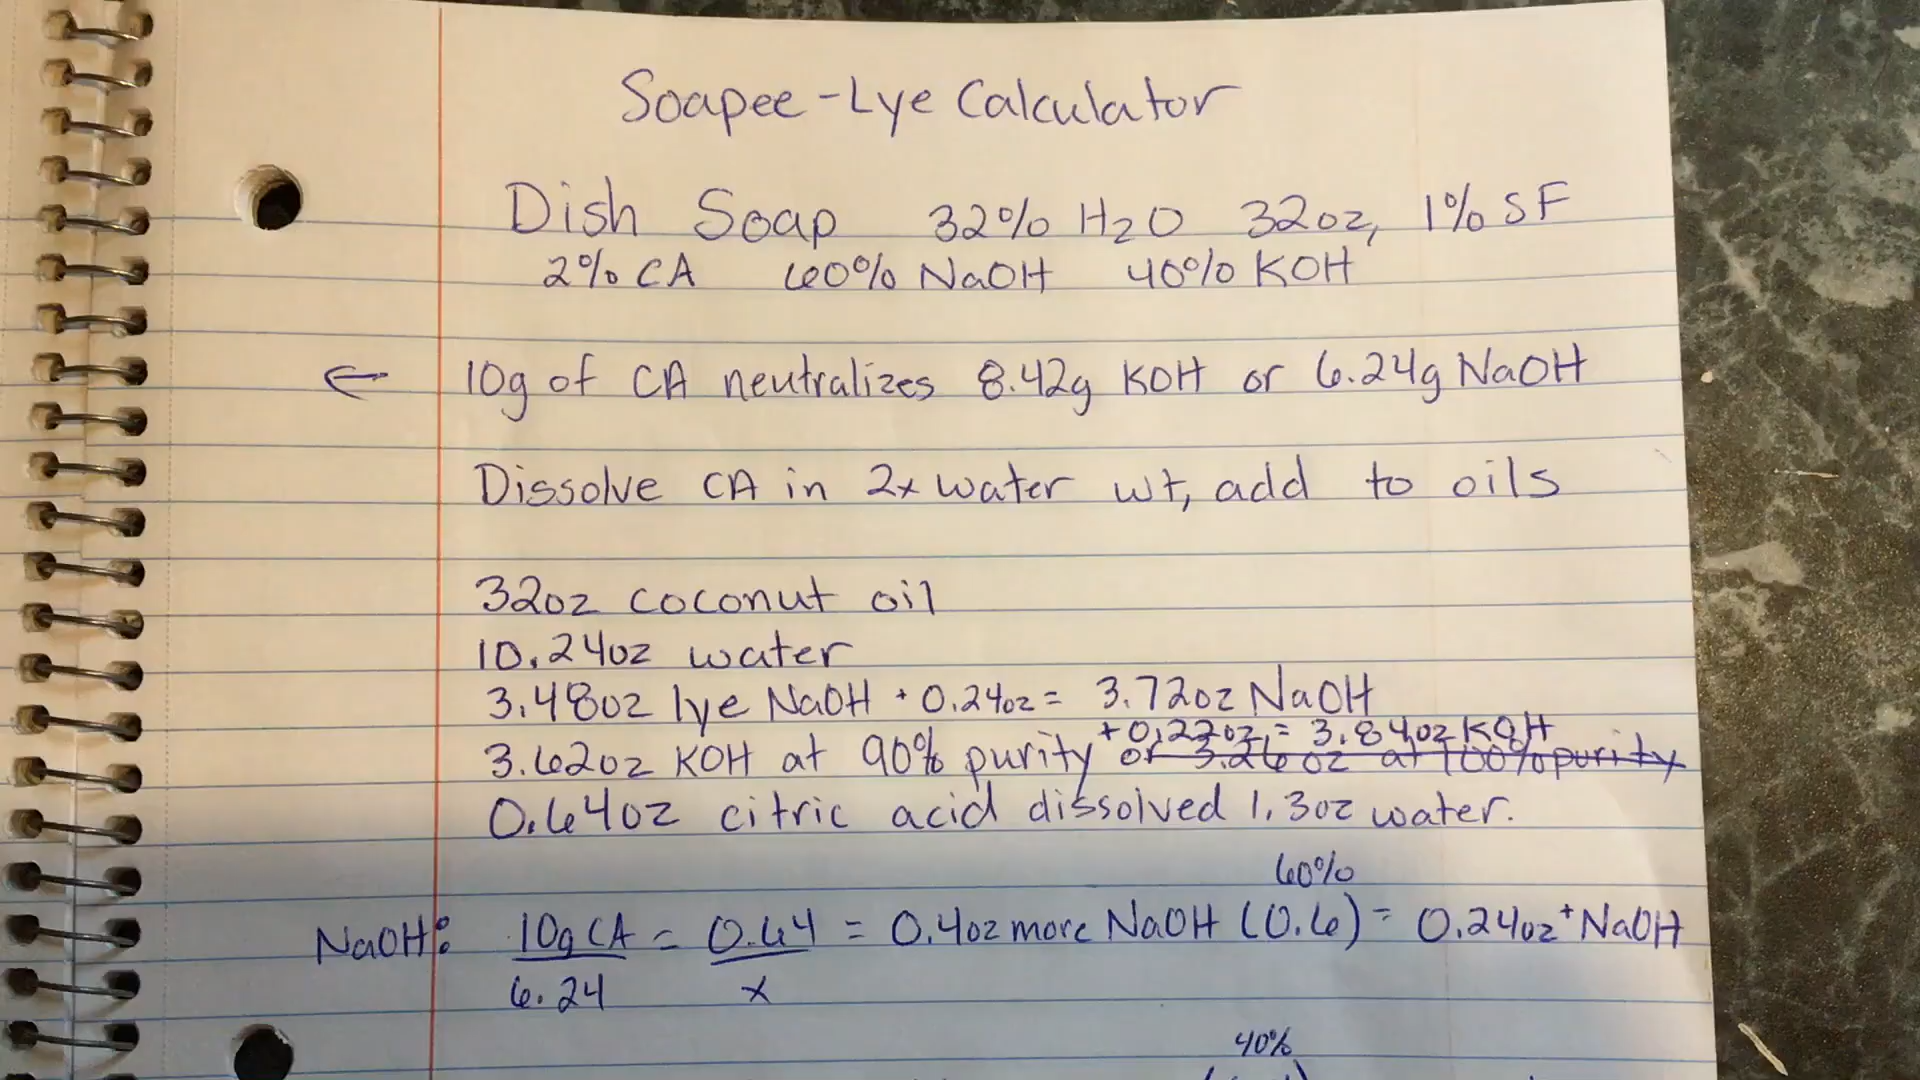 Soapee-Lye Calculator
Dish Soap 32% H2O 32oz, 1% SF
2% CA 60% NaOH 40% KOH
← 10g of CA neutralizes 8.42g KOH or 6.24g NaOH
Dissolve CA in 2x water wt, add to oils
32oz coconut oil
10.24oz water
3.48oz lye NaOH + 0.24oz = 3.72oz NaOH
+0.22oz = 3.84oz KOH
3.62oz KOH at 90% purity or 3.26oz at 100% purity
0.64oz citric acid dissolved 1.3oz water.
60%
NaOH: 10g CA = 0.64 = 0.4oz more NaOH (0.6) = 0.24oz + NaOH
6.24 x
40%